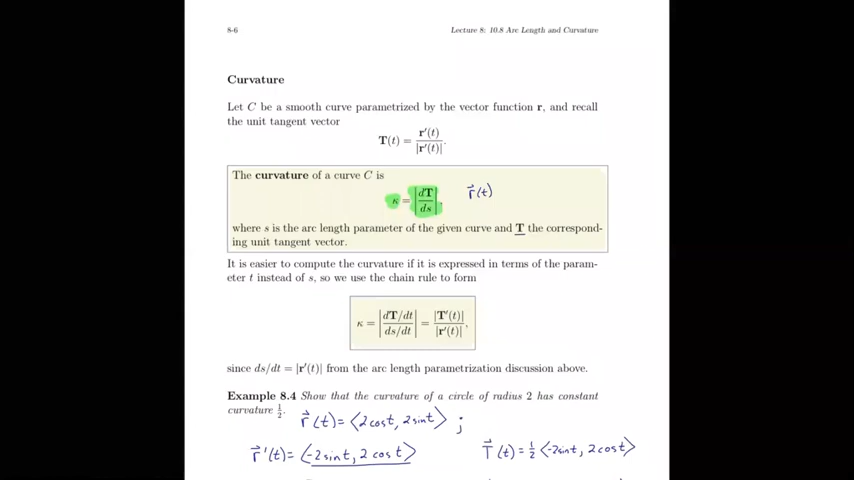 8-6 Lecture 8: 10.8 Arc Length and Curvature
Curvature
Let C be a smooth curve parametrized by the vector function r, and recall
the unit tangent vector
T(t) = r′(t) / |r′(t)|.
The curvature of a curve C is
κ = |dT/ds|, r⃗(t)
where s is the arc length parameter of the given curve and T the correspond-
ing unit tangent vector.
It is easier to compute the curvature if it is expressed in terms of the param-
eter t instead of s, so we use the chain rule to form
κ = |dT/dt / ds/dt| = |T′(t)| / |r′(t)|,
since ds/dt = |r′(t)| from the arc length parametrization discussion above.
Example 8.4 Show that the curvature of a circle of radius 2 has constant
curvature 1/2. r⃗(t) = ⟨2cost, 2sint⟩ ;
r⃗′(t) = ⟨-2sint, 2cost⟩ T⃗(t) = 1/2 ⟨-2sint, 2cost⟩